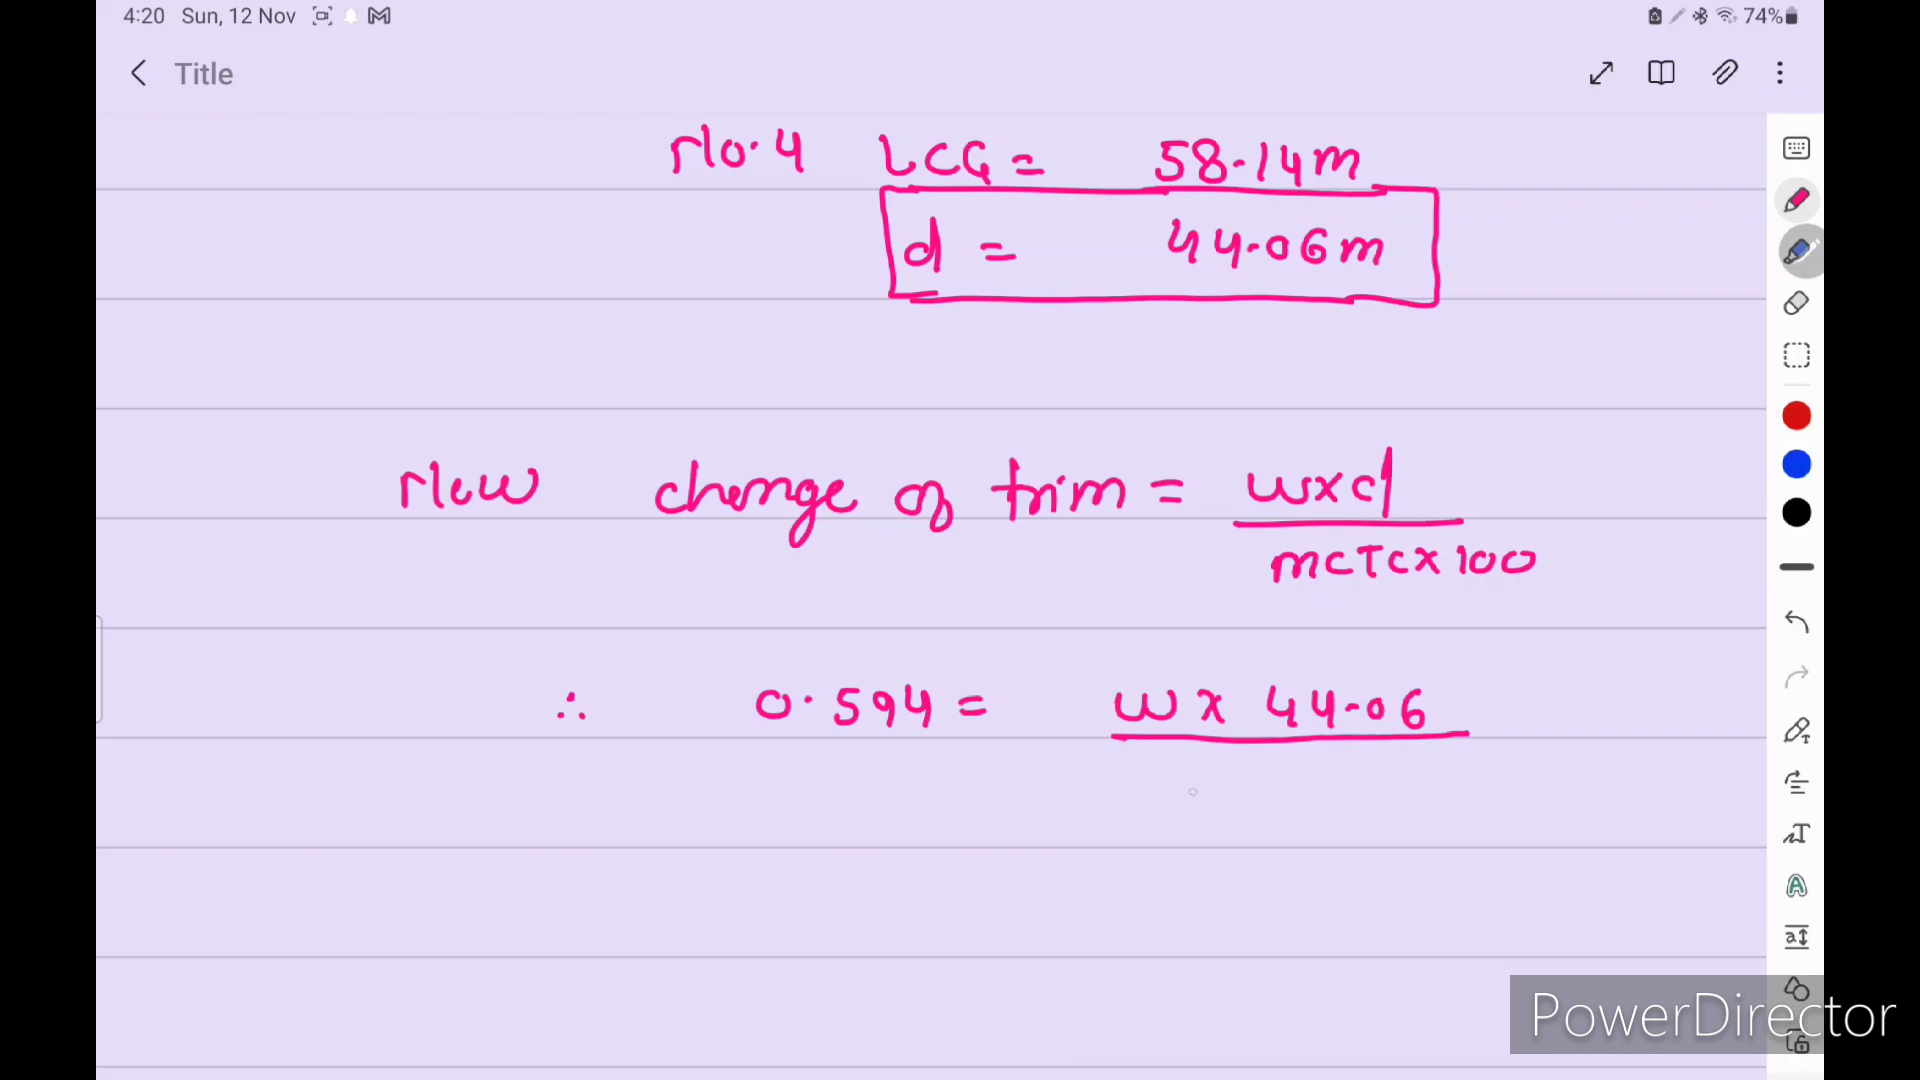 4:20 Sun, 12 Nov
74%
Title
No. 4 LCG = 58.14m
d = 44.06m
Now change of trim = w x d
mCTC x 100
∴ 0.594 = w x 44.06
PowerDirector